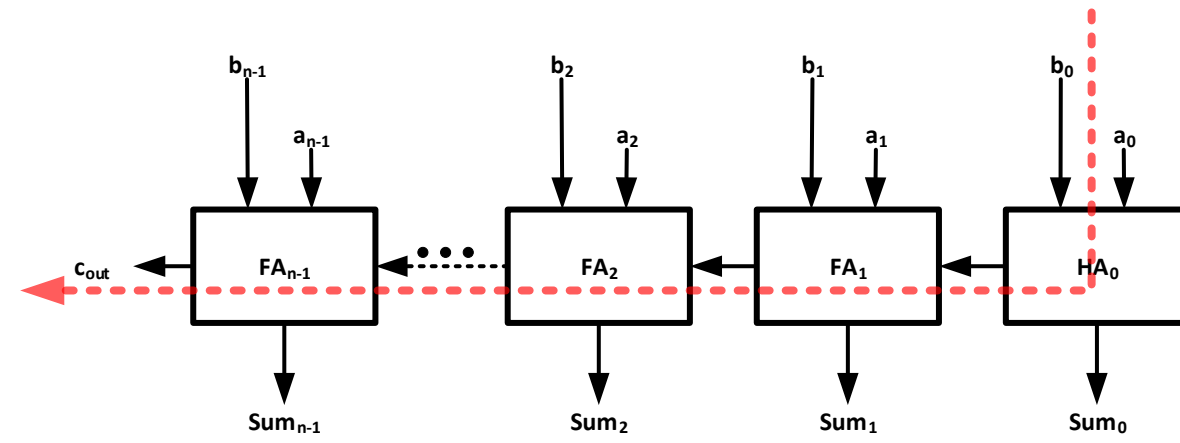 bₙ₋₁ b₂ b₁ b₀
aₙ₋₁ a₂ a₁ a₀
cout FAₙ₋₁ FA₂ FA₁ HA₀
Sumₙ₋₁ Sum₂ Sum₁ Sum₀